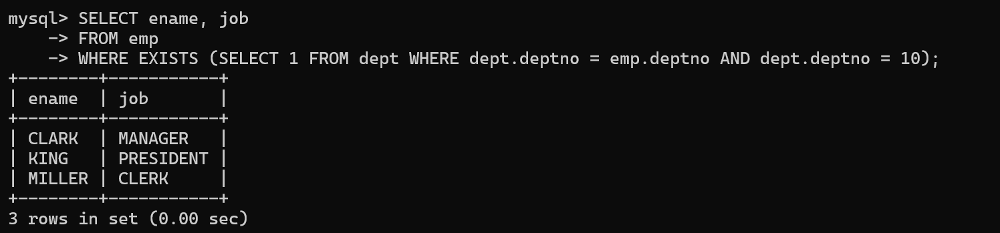 mysql> SELECT ename, job
    -> FROM emp
    -> WHERE EXISTS (SELECT 1 FROM dept WHERE dept.deptno = emp.deptno AND dept.deptno = 10);
+--------+-----------+
| ename  | job       |
+--------+-----------+
| CLARK  | MANAGER   |
| KING   | PRESIDENT |
| MILLER | CLERK     |
+--------+-----------+
3 rows in set (0.00 sec)